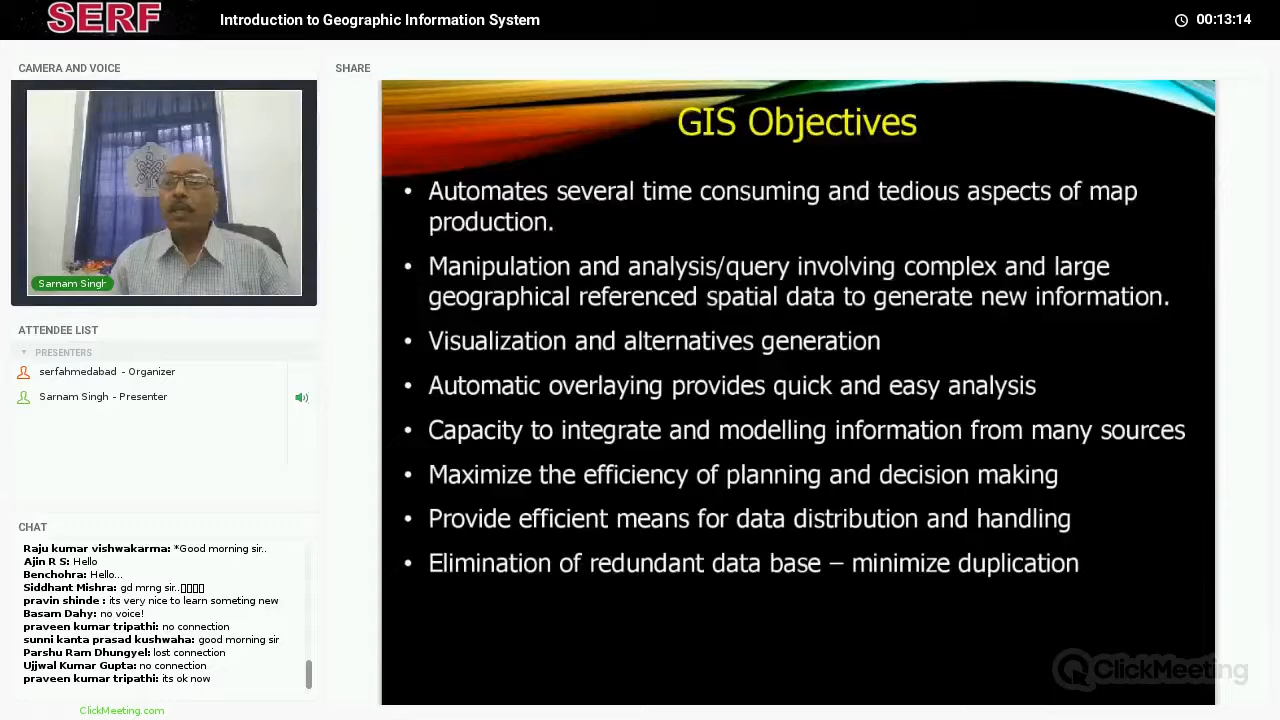 SERF
Introduction to Geographic Information System
00:13:14
CAMERA AND VOICE
SHARE
Sarnam Singh
ATTENDEE LIST
PRESENTERS
serfahmedabad - Organizer
Sarnam Singh - Presenter
CHAT
Raju kumar vishwakarma: *Good morning sir..
Ajin R S: Hello
Benchohra: Hello...
Siddhant Mishra: gd mrng sir..
pravin shinde : its very nice to learn someting new
Basam Dahy: no voice!
praveen kumar tripathi: no connection
sunni kanta prasad kushwaha: good morning sir
Parshu Ram Dhungyel: lost connection
Ujjwal Kumar Gupta: no connection
praveen kumar tripathi: its ok now
ClickMeeting.com
GIS Objectives
• Automates several time consuming and tedious aspects of map
production.
• Manipulation and analysis/query involving complex and large
geographical referenced spatial data to generate new information.
• Visualization and alternatives generation
• Automatic overlaying provides quick and easy analysis
• Capacity to integrate and modelling information from many sources
• Maximize the efficiency of planning and decision making
• Provide efficient means for data distribution and handling
• Elimination of redundant data base – minimize duplication
ClickMeeting